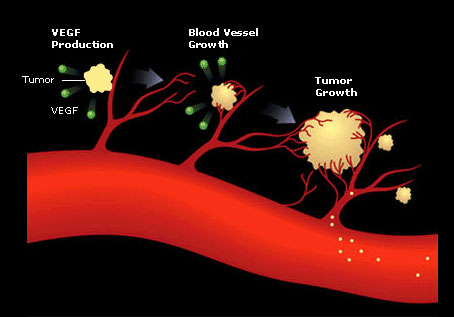 VEGF
Production
Blood Vessel
Growth
Tumor
Growth
Tumor
VEGF